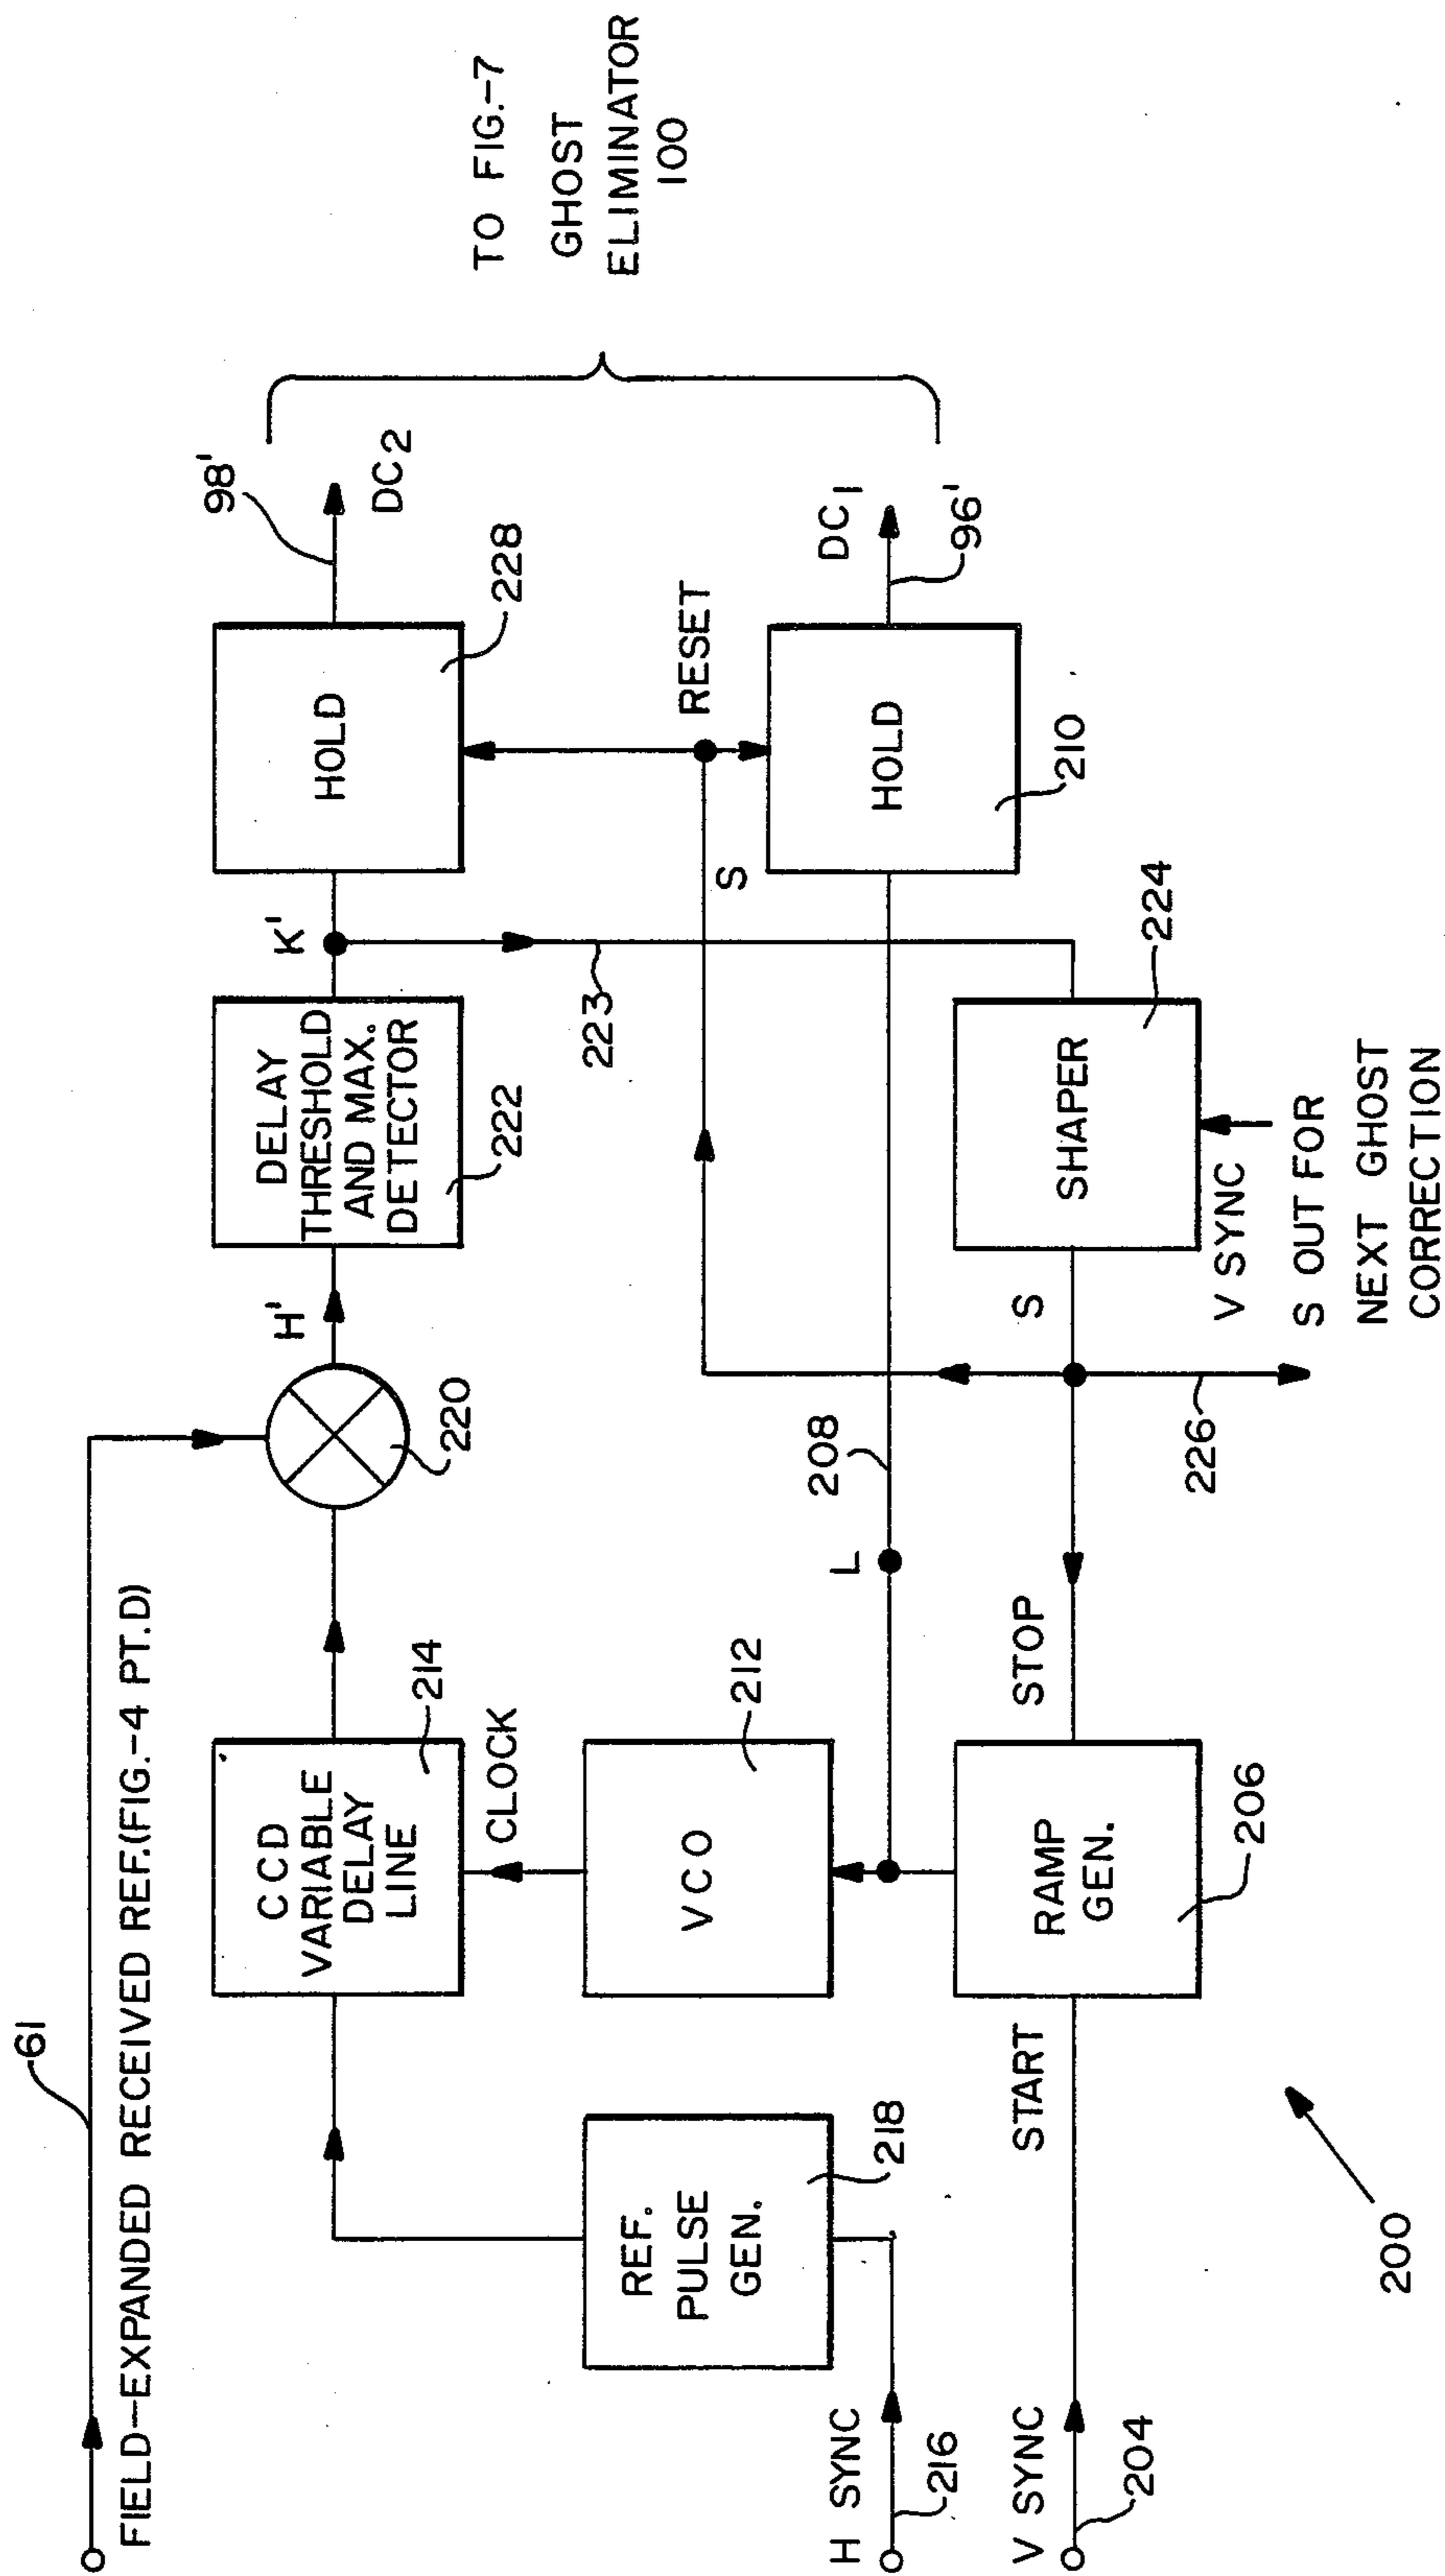 61
FIELD-EXPANDED RECEIVED REF.(FIG.-4 PT.D)
CCD
VARIABLE
DELAY
LINE
214
220
H'
DELAY
THRESHOLD
AND MAX.
DETECTOR
222
K'
HOLD
228
98'
DC2
TO FIG.-7
GHOST
ELIMINATOR
100
REF.
PULSE
GEN.
218
CLOCK
VCO
212
223
RESET
S
H SYNC
216
L
208
HOLD
210
DC1
96'
V SYNC
204
START
RAMP
GEN.
206
STOP
S
226
SHAPER
224
V SYNC
S OUT FOR
NEXT GHOST
CORRECTION
200